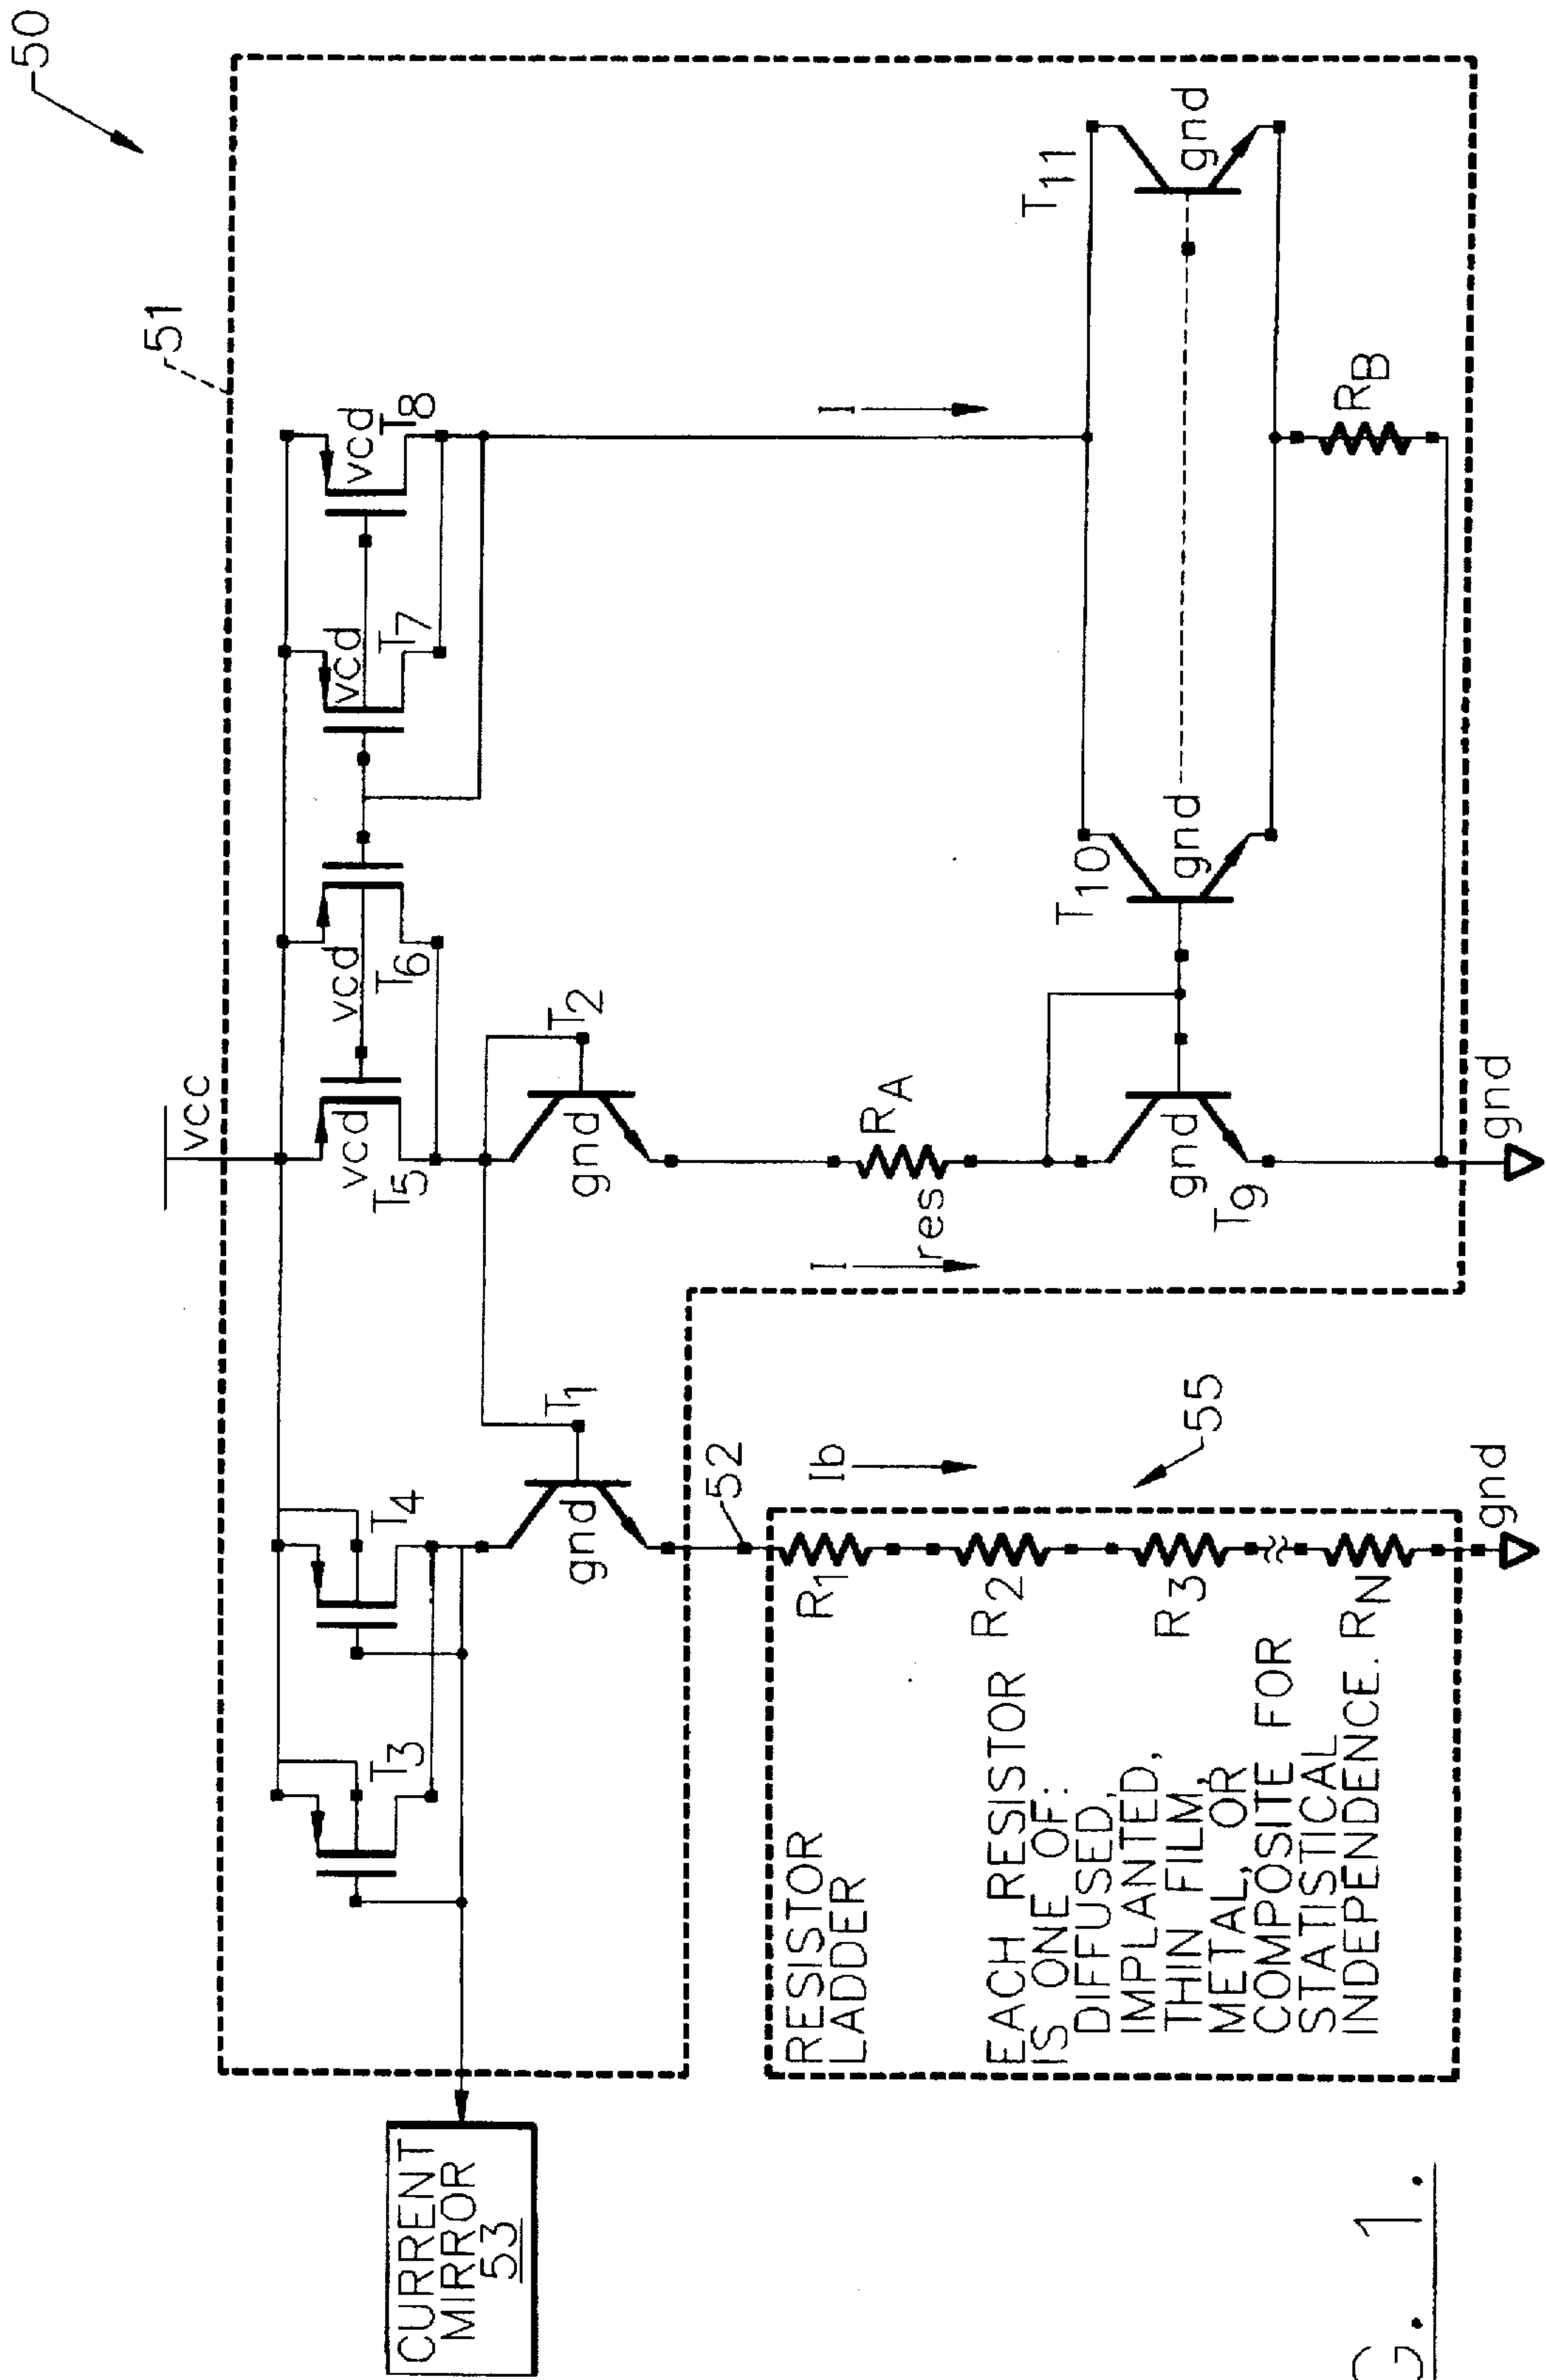 50
51
vcc
vcd
T8
vcd
T7
vcd
T6
vcd
T5
T4
T3
T2
gnd
T1
gnd
CURRENT
MIRROR
53
52
I
I
Ib
RA
res
T11
gnd
T10
gnd
gnd
T9
RB
gnd
55
RESISTOR
LADDER
R1
R2
R3
RN
EACH RESISTOR
IS ONE OF:
DIFFUSED,
IMPLANTED,
THIN FILM,
METAL, OR
COMPOSITE FOR
STATISTICAL
INDEPENDENCE.
gnd
G. 1.